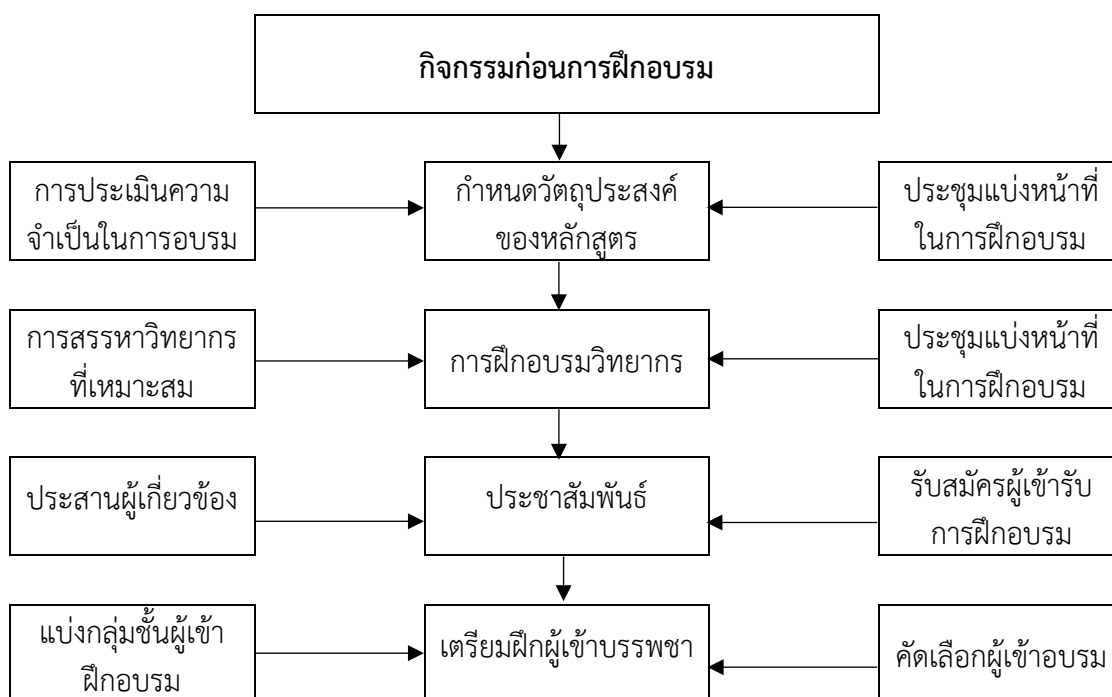 กิจกรรมก่อนการฝึกอบรม
การประเมินความ
จำเป็นในการอบรม
กำหนดวัตถุประสงค์
ของหลักสูตร
ประชุมแบ่งหน้าที่
ในการฝึกอบรม
การสรรหาวิทยากร
ที่เหมาะสม
การฝึกอบรมวิทยากร
ประชุมแบ่งหน้าที่
ในการฝึกอบรม
ประสานผู้เกี่ยวข้อง
ประชาสัมพันธ์
รับสมัครผู้เข้ารับ
การฝึกอบรม
แบ่งกลุ่มชั้นผู้เข้า
ฝึกอบรม
เตรียมฝึกผู้เข้าบรรพชา
คัดเลือกผู้เข้าอบรม